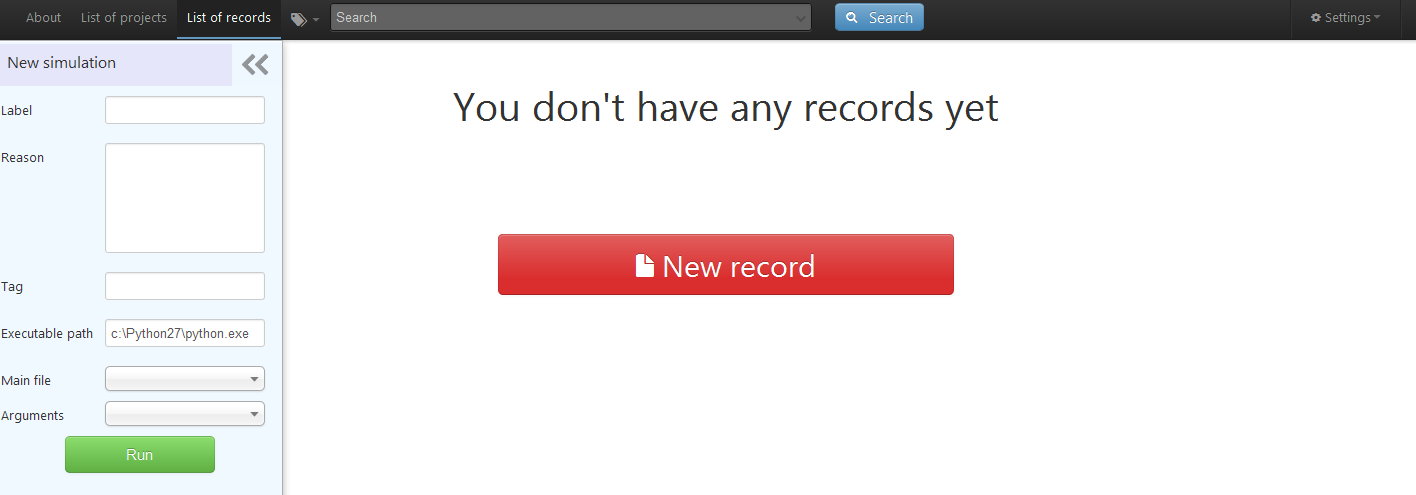 About List of projects List of records Search Search Settings
New simulation
You don't have any records yet
Label
Reason
New record
Tag
Executable path c:\Python27\python.exe
Main file
Arguments
Run